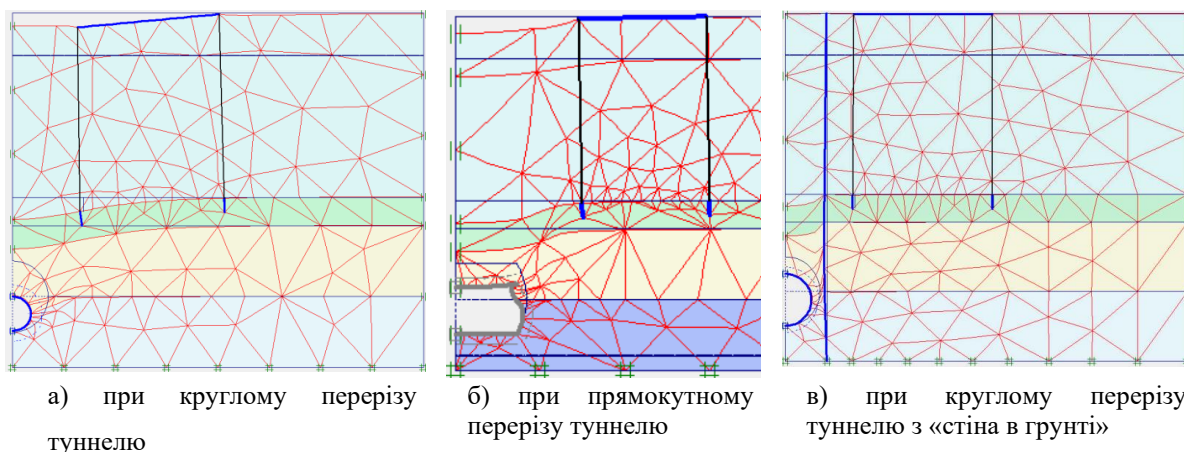 а) при круглому перерізу
туннелю
б) при прямокутному
перерізу туннелю
в) при круглому перерізу
туннелю з «стіна в грунті»